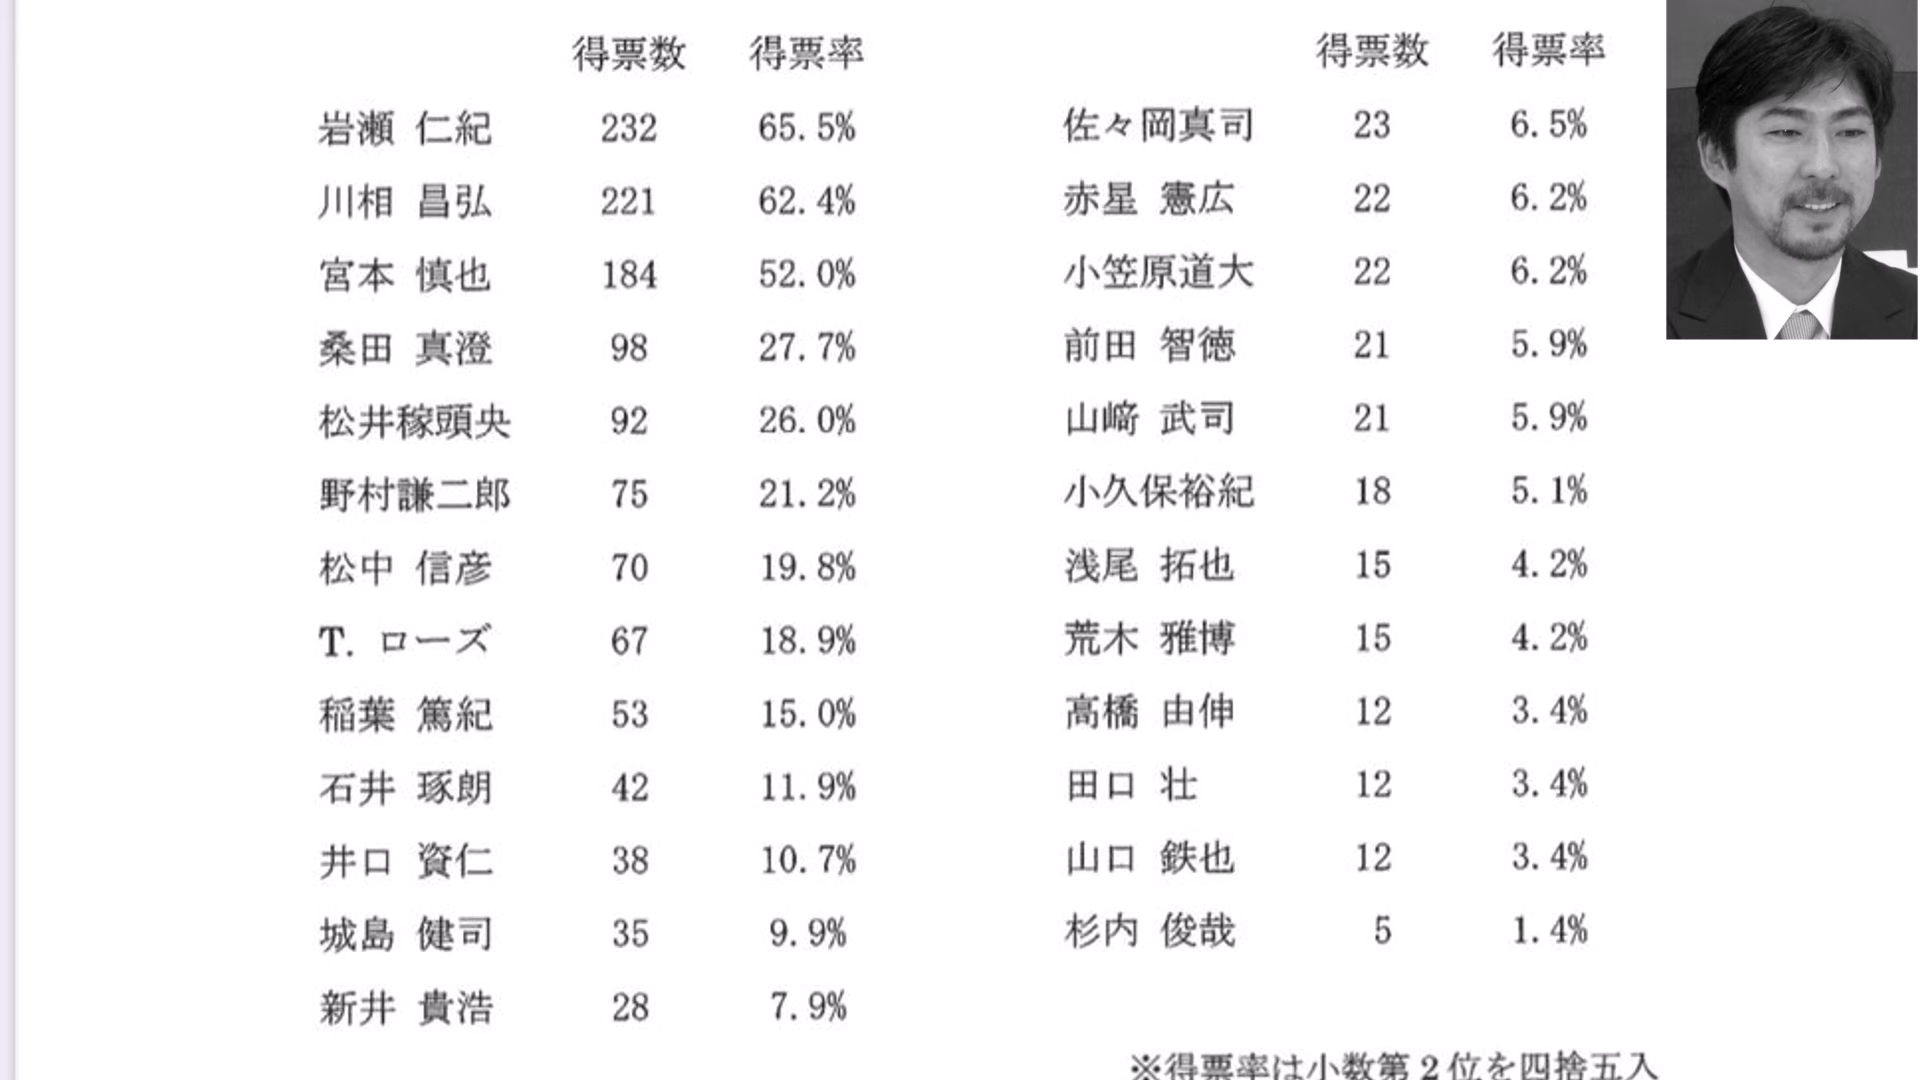 得票数 得票率
岩瀬 仁紀 232 65.5%
川相 昌弘 221 62.4%
宮本 慎也 184 52.0%
桑田 真澄 98 27.7%
松井稼頭央 92 26.0%
野村謙二郎 75 21.2%
松中 信彦 70 19.8%
T. ローズ 67 18.9%
稲葉 篤紀 53 15.0%
石井 琢朗 42 11.9%
井口 資仁 38 10.7%
城島 健司 35 9.9%
新井 貴浩 28 7.9%
得票数 得票率
佐々岡真司 23 6.5%
赤星 憲広 22 6.2%
小笠原道大 22 6.2%
前田 智徳 21 5.9%
山﨑 武司 21 5.9%
小久保裕紀 18 5.1%
浅尾 拓也 15 4.2%
荒木 雅博 15 4.2%
高橋 由伸 12 3.4%
田口 壮 12 3.4%
山口 鉄也 12 3.4%
杉内 俊哉 5 1.4%
※得票率は小数第2位を四捨五入